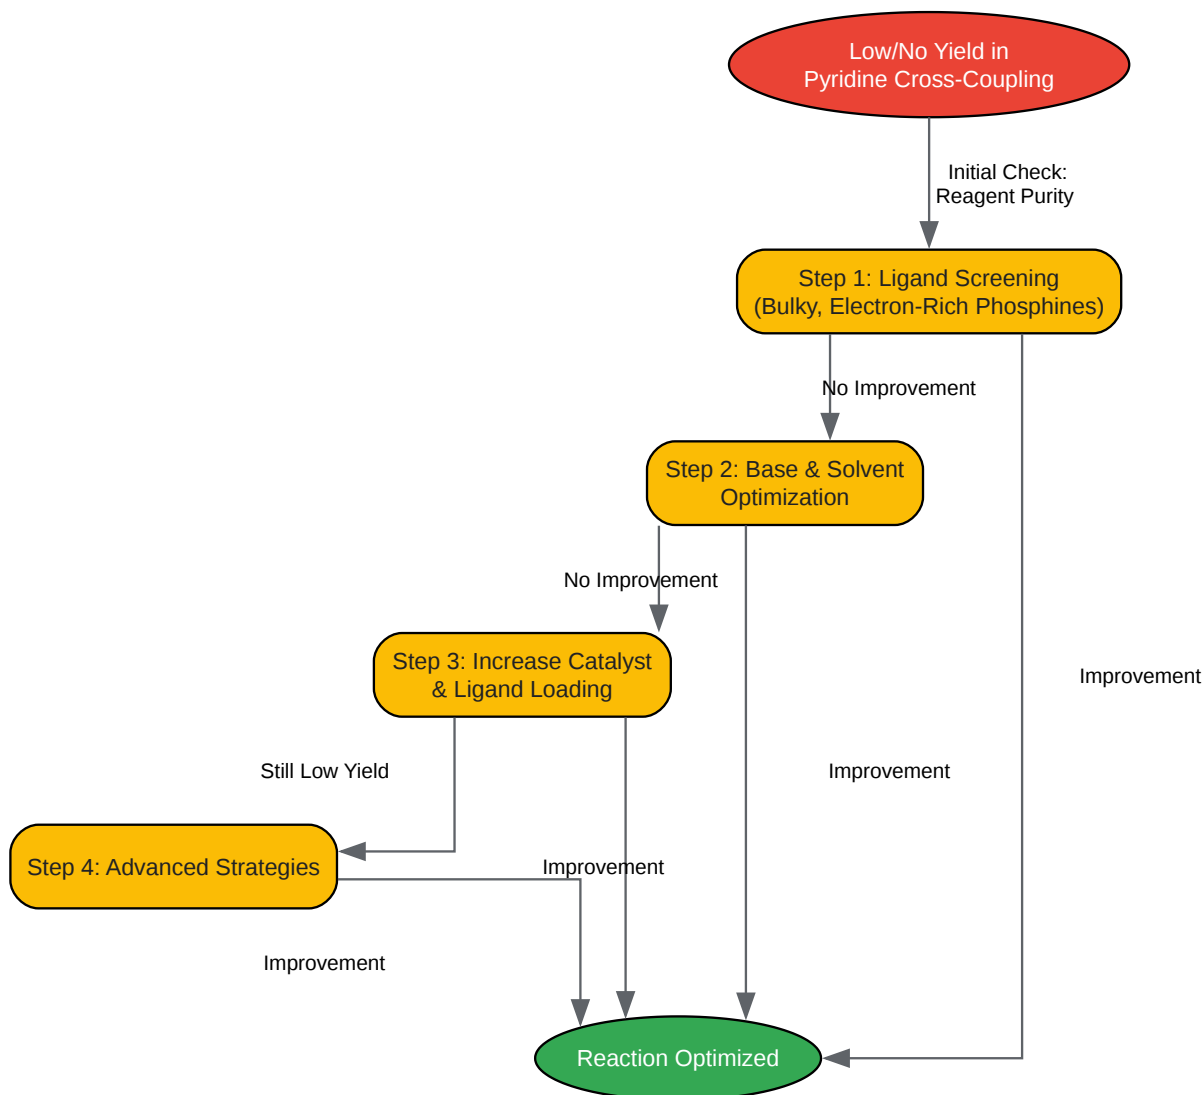 Low/No Yield in
Pyridine Cross-Coupling
Initial Check:
Reagent Purity
Step 1: Ligand Screening
(Bulky, Electron-Rich Phosphines)
No Improvement
Step 2: Base & Solvent
Optimization
No Improvement
Step 3: Increase Catalyst
& Ligand Loading
Improvement
Still Low Yield
Improvement
Step 4: Advanced Strategies
Improvement
Improvement
Reaction Optimized